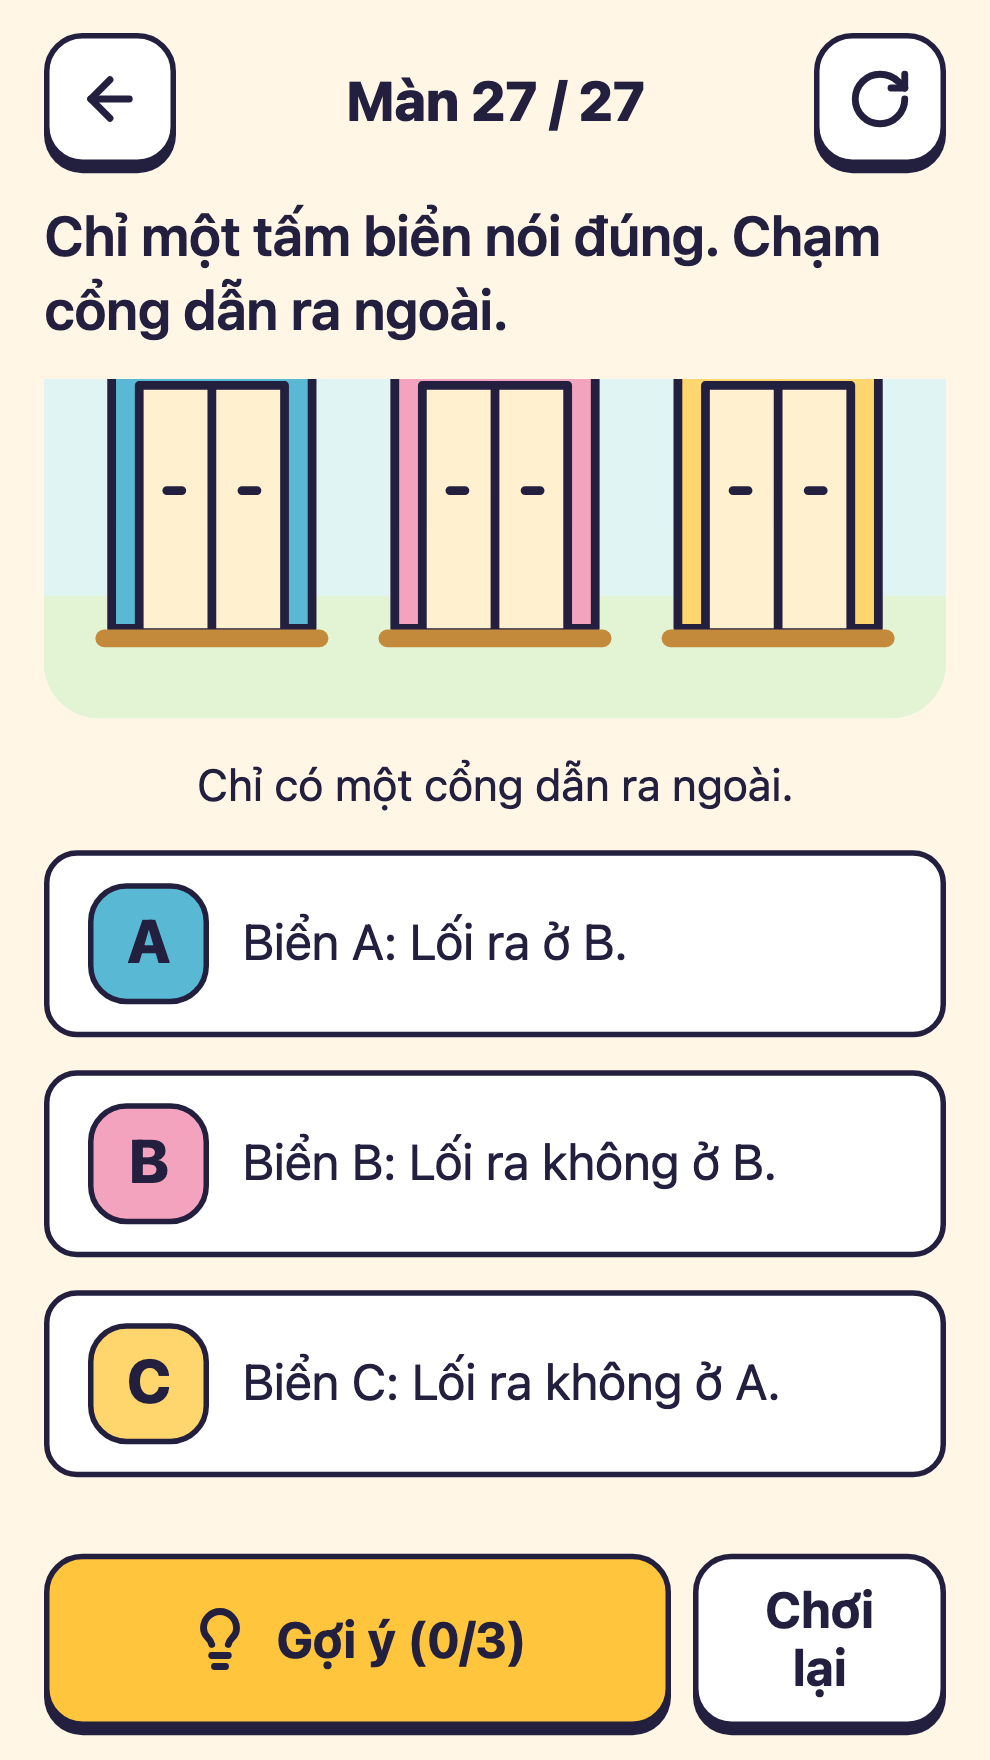 Màn 27 / 27
Chỉ một tấm biển nói đúng. Chạm
cổng dẫn ra ngoài.
Chỉ có một cổng dẫn ra ngoài.
A
Biển A: Lối ra ở B.
B
Biển B: Lối ra không ở B.
C
Biển C: Lối ra không ở A.
Gợi ý (0/3)
Chơi
lại